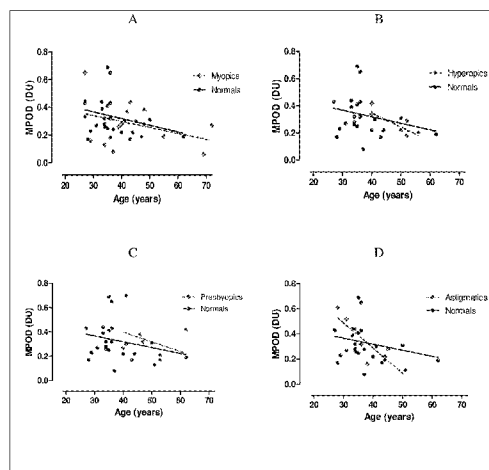 A
MPOD (DU)
0.8
0.6
0.4
0.2
0.0
20
30
40
50
60
70
Age (years)
Myopics
Normals
B
MPOD (DU)
0.8
0.6
0.4
0.2
0.0
20
30
40
50
60
70
Age (years)
Hyperopics
Normals
C
MPOD (DU)
0.8
0.6
0.4
0.2
0.0
20
30
40
50
60
70
Age (years)
Presbyopics
Normals
D
MPOD (DU)
0.8
0.6
0.4
0.2
0.0
20
30
40
50
60
70
Age (years)
Astigmatics
Normals